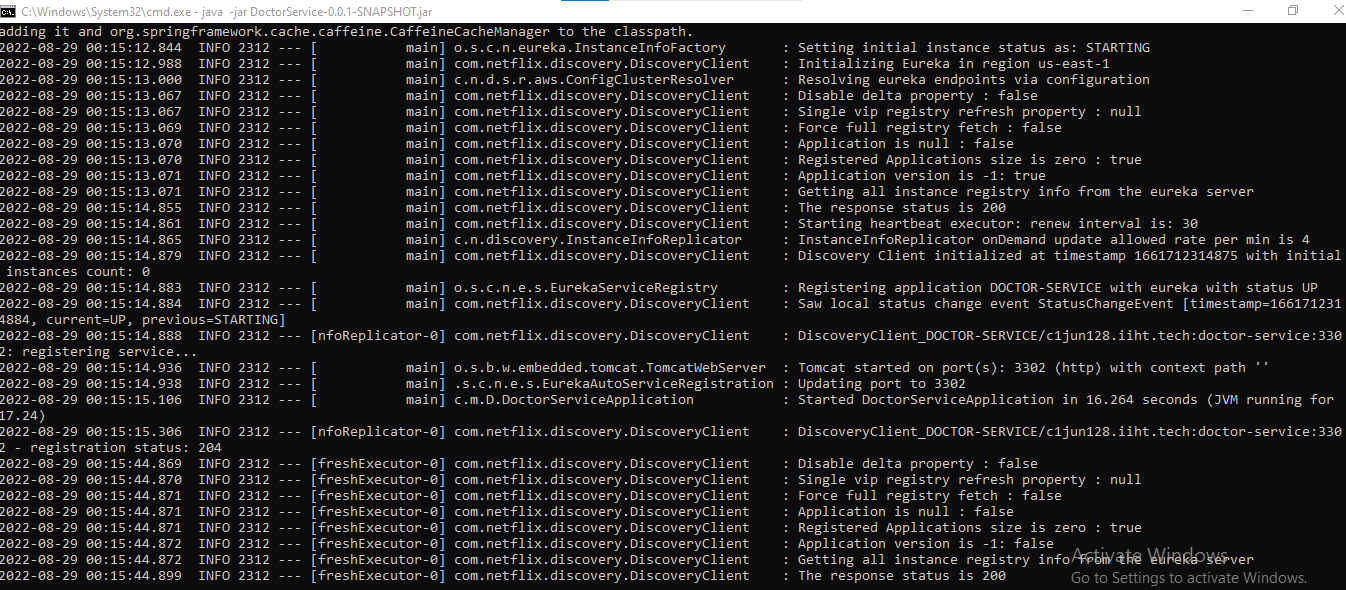 C:\Windows\System32\cmd.exe - java -jar DoctorService-0.0.1-SNAPSHOT.jar
adding it and org.springframework.cache.caffeine.CaffeineCacheManager to the classpath.
2022-08-29 00:15:12.844  INFO 2312 --- [           main] o.s.c.n.eureka.InstanceInfoFactory       : Setting initial instance status as: STARTING
2022-08-29 00:15:12.988  INFO 2312 --- [           main] com.netflix.discovery.DiscoveryClient    : Initializing Eureka in region us-east-1
2022-08-29 00:15:13.000  INFO 2312 --- [           main] c.n.d.s.r.aws.ConfigClusterResolver      : Resolving eureka endpoints via configuration
2022-08-29 00:15:13.067  INFO 2312 --- [           main] com.netflix.discovery.DiscoveryClient    : Disable delta property : false
2022-08-29 00:15:13.067  INFO 2312 --- [           main] com.netflix.discovery.DiscoveryClient    : Single vip registry refresh property : null
2022-08-29 00:15:13.069  INFO 2312 --- [           main] com.netflix.discovery.DiscoveryClient    : Force full registry fetch : false
2022-08-29 00:15:13.070  INFO 2312 --- [           main] com.netflix.discovery.DiscoveryClient    : Application is null : false
2022-08-29 00:15:13.070  INFO 2312 --- [           main] com.netflix.discovery.DiscoveryClient    : Registered Applications size is zero : true
2022-08-29 00:15:13.071  INFO 2312 --- [           main] com.netflix.discovery.DiscoveryClient    : Application version is -1: true
2022-08-29 00:15:13.071  INFO 2312 --- [           main] com.netflix.discovery.DiscoveryClient    : Getting all instance registry info from the eureka server
2022-08-29 00:15:14.855  INFO 2312 --- [           main] com.netflix.discovery.DiscoveryClient    : The response status is 200
2022-08-29 00:15:14.861  INFO 2312 --- [           main] com.netflix.discovery.DiscoveryClient    : Starting heartbeat executor: renew interval is: 30
2022-08-29 00:15:14.865  INFO 2312 --- [           main] c.n.discovery.InstanceInfoReplicator     : InstanceInfoReplicator onDemand update allowed rate per min is 4
2022-08-29 00:15:14.879  INFO 2312 --- [           main] com.netflix.discovery.DiscoveryClient    : Discovery Client initialized at timestamp 1661712314875 with initial
 instances count: 0
2022-08-29 00:15:14.883  INFO 2312 --- [           main] o.s.c.n.e.s.EurekaServiceRegistry        : Registering application DOCTOR-SERVICE with eureka with status UP
2022-08-29 00:15:14.884  INFO 2312 --- [           main] com.netflix.discovery.DiscoveryClient    : Saw local status change event StatusChangeEvent [timestamp=166171231
4884, current=UP, previous=STARTING]
2022-08-29 00:15:14.888  INFO 2312 --- [nfoReplicator-0] com.netflix.discovery.DiscoveryClient    : DiscoveryClient_DOCTOR-SERVICE/c1jun128.iiht.tech:doctor-service:330
2: registering service...
2022-08-29 00:15:14.936  INFO 2312 --- [           main] o.s.b.w.embedded.tomcat.TomcatWebServer  : Tomcat started on port(s): 3302 (http) with context path ''
2022-08-29 00:15:14.938  INFO 2312 --- [           main] .s.c.n.e.s.EurekaAutoServiceRegistration : Updating port to 3302
2022-08-29 00:15:15.106  INFO 2312 --- [           main] c.m.D.DoctorServiceApplication           : Started DoctorServiceApplication in 16.264 seconds (JVM running for
17.24)
2022-08-29 00:15:15.306  INFO 2312 --- [nfoReplicator-0] com.netflix.discovery.DiscoveryClient    : DiscoveryClient_DOCTOR-SERVICE/c1jun128.iiht.tech:doctor-service:330
2 - registration status: 204
2022-08-29 00:15:44.869  INFO 2312 --- [freshExecutor-0] com.netflix.discovery.DiscoveryClient    : Disable delta property : false
2022-08-29 00:15:44.870  INFO 2312 --- [freshExecutor-0] com.netflix.discovery.DiscoveryClient    : Single vip registry refresh property : null
2022-08-29 00:15:44.871  INFO 2312 --- [freshExecutor-0] com.netflix.discovery.DiscoveryClient    : Force full registry fetch : false
2022-08-29 00:15:44.871  INFO 2312 --- [freshExecutor-0] com.netflix.discovery.DiscoveryClient    : Application is null : false
2022-08-29 00:15:44.871  INFO 2312 --- [freshExecutor-0] com.netflix.discovery.DiscoveryClient    : Registered Applications size is zero : true
2022-08-29 00:15:44.872  INFO 2312 --- [freshExecutor-0] com.netflix.discovery.DiscoveryClient    : Application version is -1: false
2022-08-29 00:15:44.872  INFO 2312 --- [freshExecutor-0] com.netflix.discovery.DiscoveryClient    : Getting all instance registry info from the eureka server
2022-08-29 00:15:44.899  INFO 2312 --- [freshExecutor-0] com.netflix.discovery.DiscoveryClient    : The response status is 200
Activate Windows
Go to Settings to activate Windows.